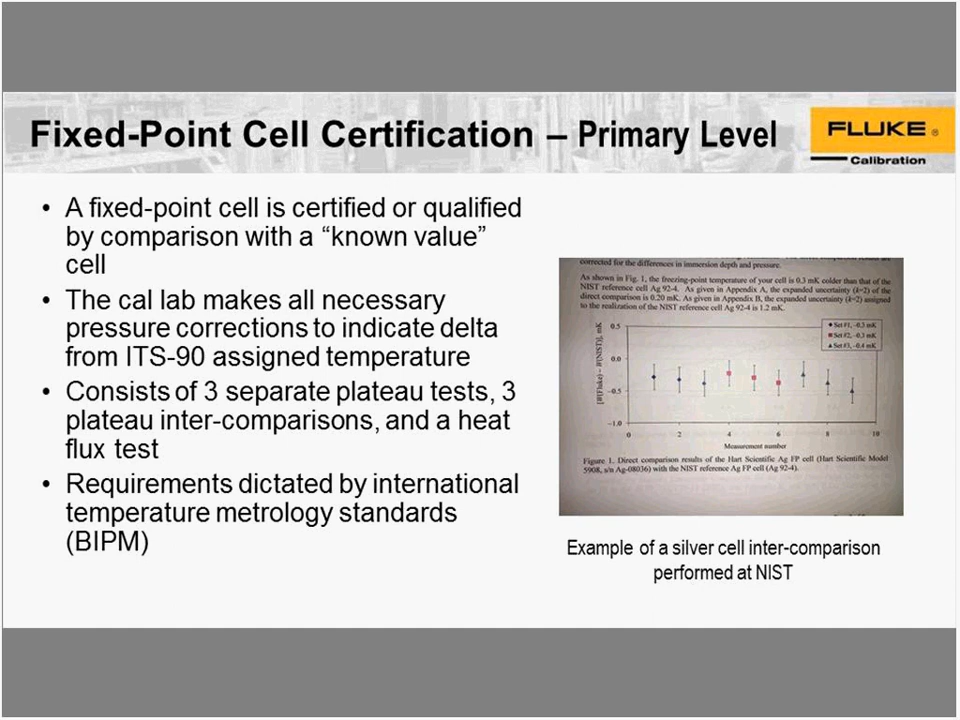 Fixed-Point Cell Certification – Primary Level
FLUKE ®
Calibration
• A fixed-point cell is certified or qualified
by comparison with a “known value”
cell
• The cal lab makes all necessary
pressure corrections to indicate delta
from ITS-90 assigned temperature
• Consists of 3 separate plateau tests, 3
plateau inter-comparisons, and a heat
flux test
• Requirements dictated by international
temperature metrology standards
(BIPM)
corrected for the differences in immersion depth and pressure.
As shown in Fig. 1, the freezing-point temperature of your cell is 0.3 mK colder than that of the
NIST reference cell Ag 92-4. As given in Appendix A, the expanded uncertainty (k=2) of the
direct comparison is 0.20 mK. As given in Appendix B, the expanded uncertainty (k=2) assigned
to the realization of the NIST reference cell Ag 92-4 is 1.2 mK.
Set #1, -0.3 mK
Set #2, -0.3 mK
Set #3, -0.4 mK
[W(Fluke) – W(NIST)], mK
0.5
0.0
-0.5
-1.0
0 2 4 6 8 10
Measurement number
Figure 1. Direct comparison results of the Hart Scientific Ag FP cell (Hart Scientific Model
5908, s/n Ag-08036) with the NIST reference Ag FP cell (Ag 92-4).
Example of a silver cell inter-comparison
performed at NIST